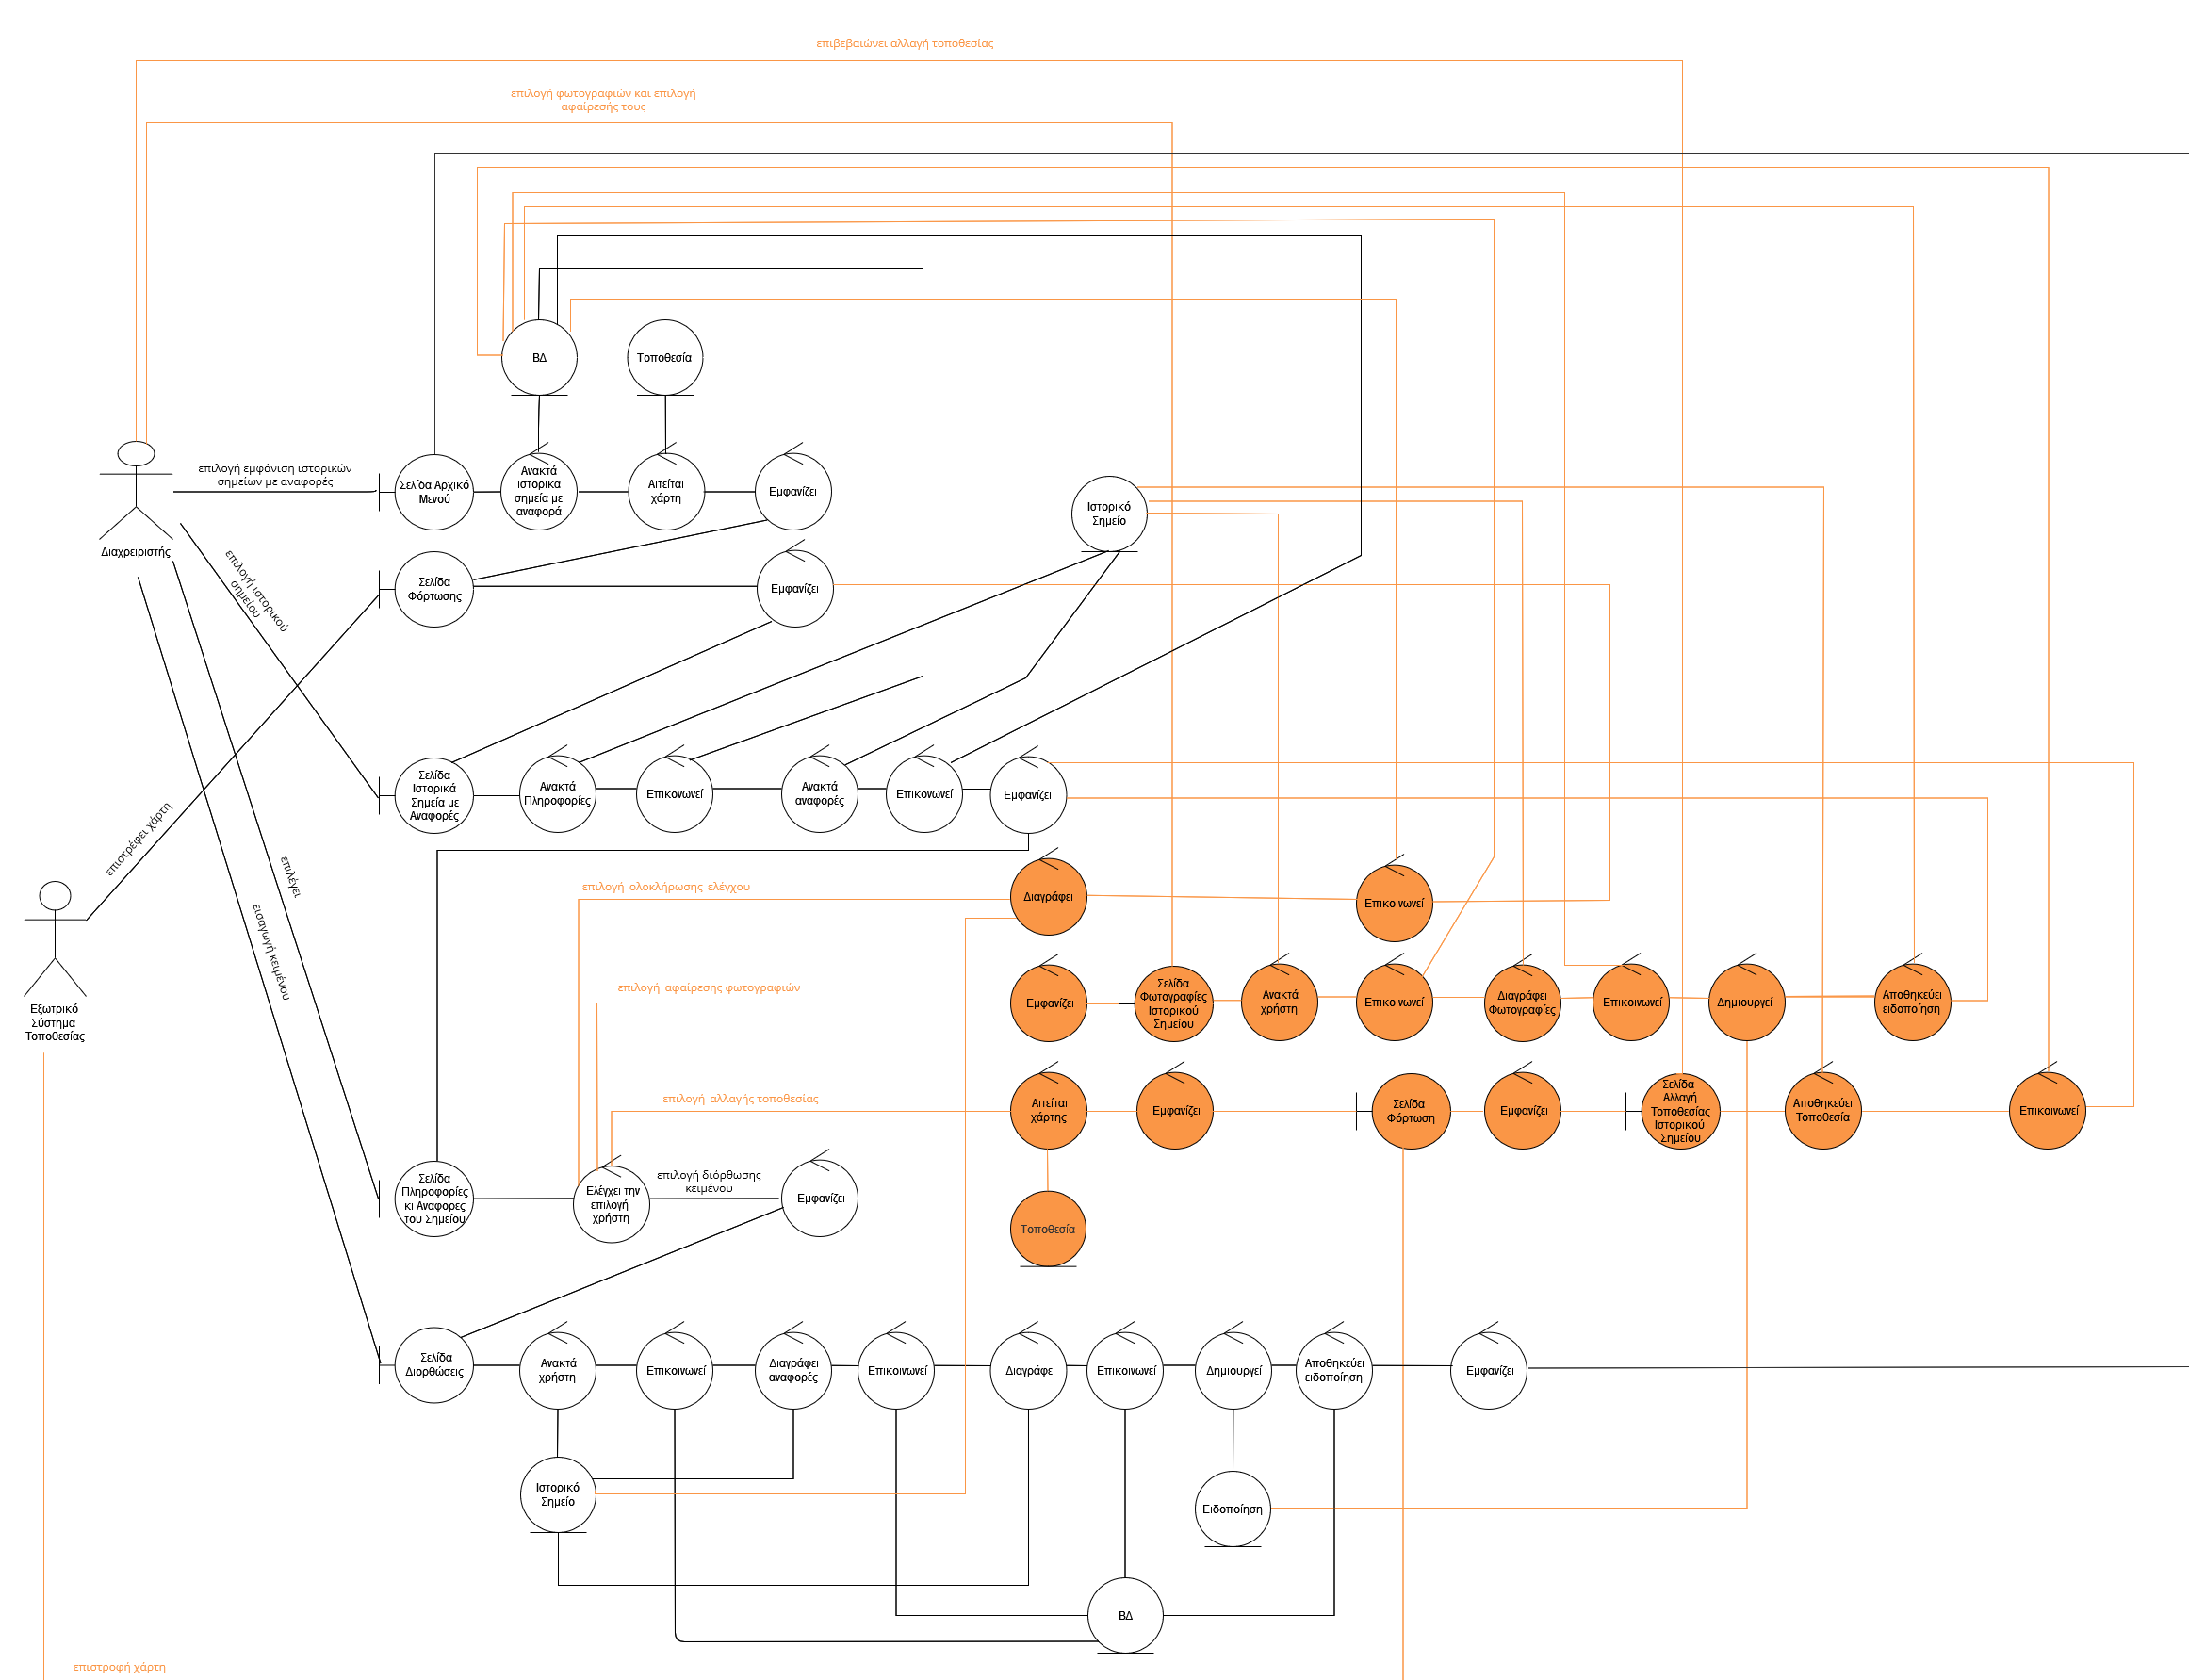 επιβεβαιώνει αλλαγή τοποθεσίας
επιλογή φωτογραφιών και επιλογή
αφαίρεσής τους
ΒΔ
Τοποθεσία
επιλογή εμφάνιση ιστορικών
σημείων με αναφορές
Σελίδα Αρχικό
Μενού
Ανακτά
ιστορικα
σημεία με
αναφορά
Αιτείται
χάρτη
Εμφανίζει
Ιστορικό
Σημείο
Διαχρειριστής
επιλογή ιστορικού
σημείου
Σελίδα
Φόρτωσης
Εμφανίζει
Σελίδα
Ιστορικά
Σημεία με
Αναφορές
Ανακτά
Πληροφορίες
Επικονωνεί
Ανακτά
αναφορές
Επικονωνεί
Εμφανίζει
επιστρέφει χάρτη
επιλέγει
εισαγωγή κειμένου
Εξωτρικό
Σύστημα
Τοποθεσίας
επιλογή ολοκλήρωσης ελέγχου
Διαγράφει
Επικοινωνεί
επιλογή αφαίρεσης φωτογραφιών
Εμφανίζει
Σελίδα
Φωτογραφίες
Ιστορικού
Σημείου
Ανακτά
χρήστη
Επικοινωνεί
Διαγράφει
Φωτογραφίες
Επικοινωνεί
Δημιουργεί
Αποθηκεύει
ειδοποίηση
επιλογή αλλαγής τοποθεσίας
Αιτείται
χάρτης
Εμφανίζει
Σελίδα
Φόρτωση
Εμφανίζει
Σελίδα
Αλλαγή
Τοποθεσίας
Ιστορικού
Σημείου
Αποθηκεύει
Τοποθεσία
Επικοινωνεί
Σελίδα
Πληροφορίες
κι Αναφορες
του Σημείου
Ελέγχει την
επιλογή
χρήστη
επιλογή διόρθωσης
κειμένου
Εμφανίζει
Τοποθεσία
Σελίδα
Διορθώσεις
Ανακτά
χρήστη
Επικοινωνεί
Διαγράφει
αναφορές
Επικοινωνεί
Διαγράφει
Επικοινωνεί
Δημιουργεί
Αποθηκεύει
ειδοποίηση
Εμφανίζει
Ιστορικό
Σημείο
Ειδοποίηση
ΒΔ
επιστροφή χάρτη